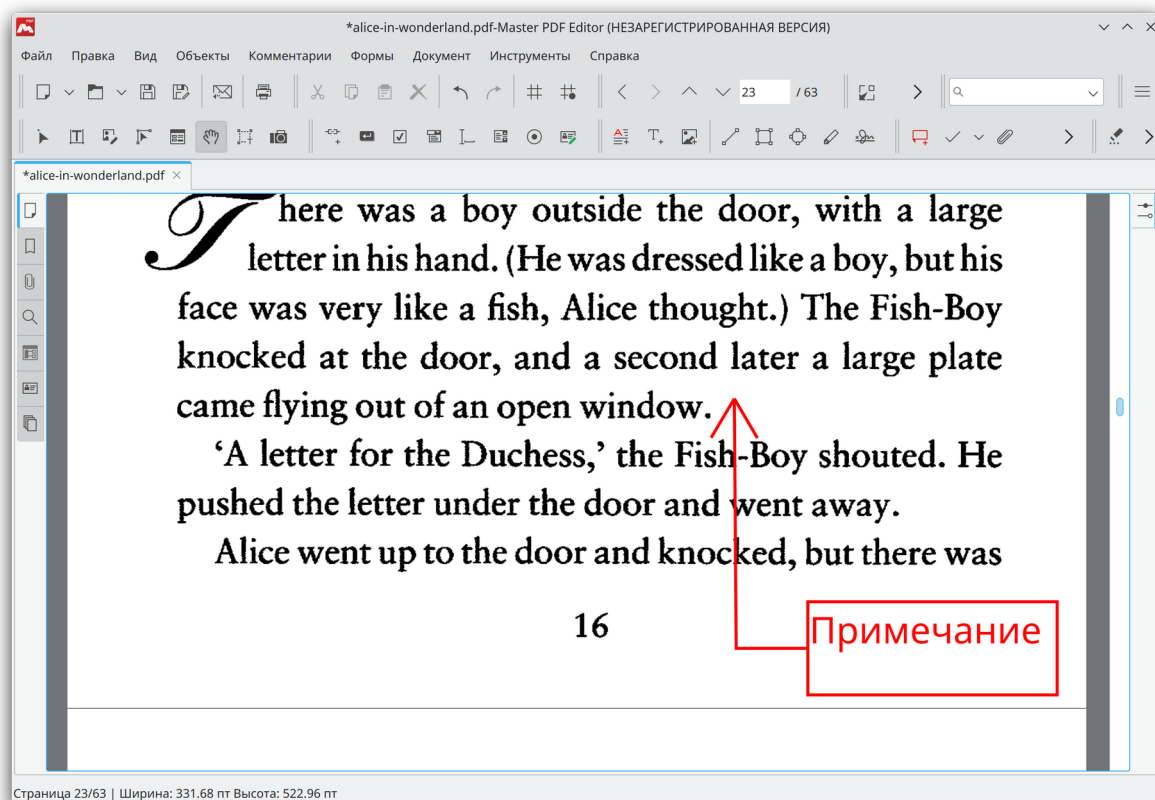 *alice-in-wonderland.pdf-Master PDF Editor (НЕЗАРЕГИСТРИРОВАННАЯ ВЕРСИЯ)
Файл Правка Вид Объекты Комментарии Формы Документ Инструменты Справка
23 / 63
*alice-in-wonderland.pdf
There was a boy outside the door, with a large
letter in his hand. (He was dressed like a boy, but his
face was very like a fish, Alice thought.) The Fish-Boy
knocked at the door, and a second later a large plate
came flying out of an open window.
‘A letter for the Duchess,’ the Fish-Boy shouted. He
pushed the letter under the door and went away.
Alice went up to the door and knocked, but there was
16
Примечание
Страница 23/63 | Ширина: 331.68 пт Высота: 522.96 пт